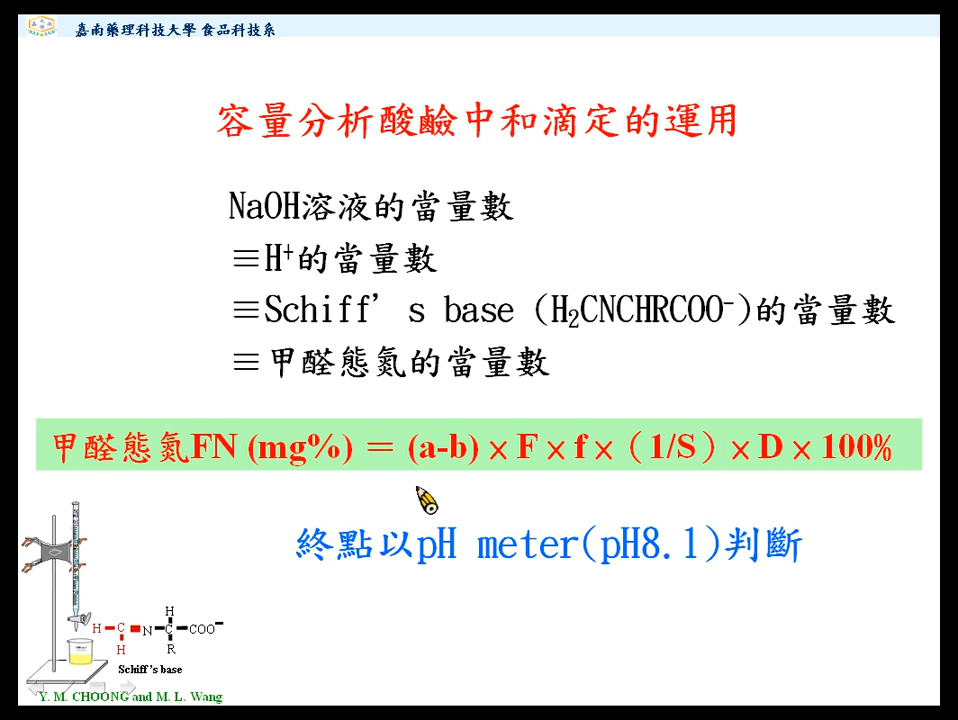 嘉南藥理科技大學 食品科技系
容量分析酸鹼中和滴定的運用
NaOH溶液的當量數
≡H⁺的當量數
≡Schiff’s base (H₂CNCHRCOO⁻)的當量數
≡甲醛態氮的當量數
甲醛態氮FN (mg%) = (a-b) × F × f × (1/S) × D × 100%
終點以pH meter(pH8.1)判斷
H
H C N C COO⁻
H R
Schiff’s base
Y. M. CHOONG and M. L. Wang